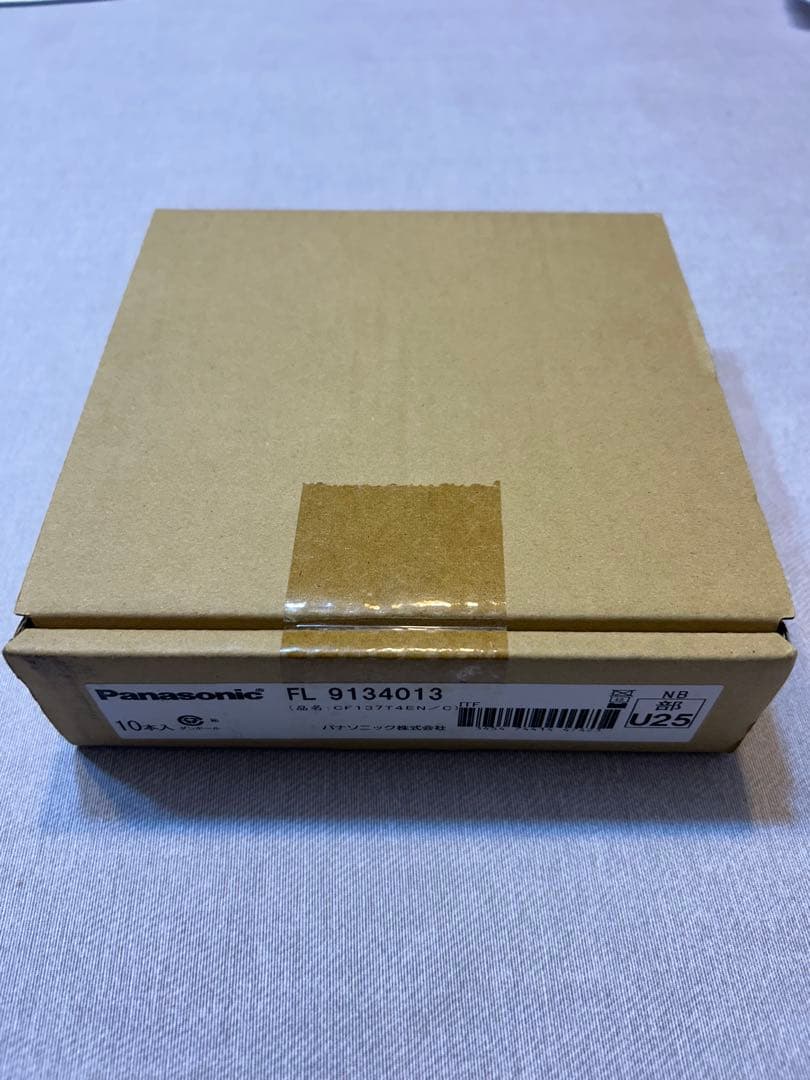 Panasonic FL 9134013
(品名:CF137T4EN/C)
ITF
NB
部
U25
10本入
ダンボール
パナソニック株式会社